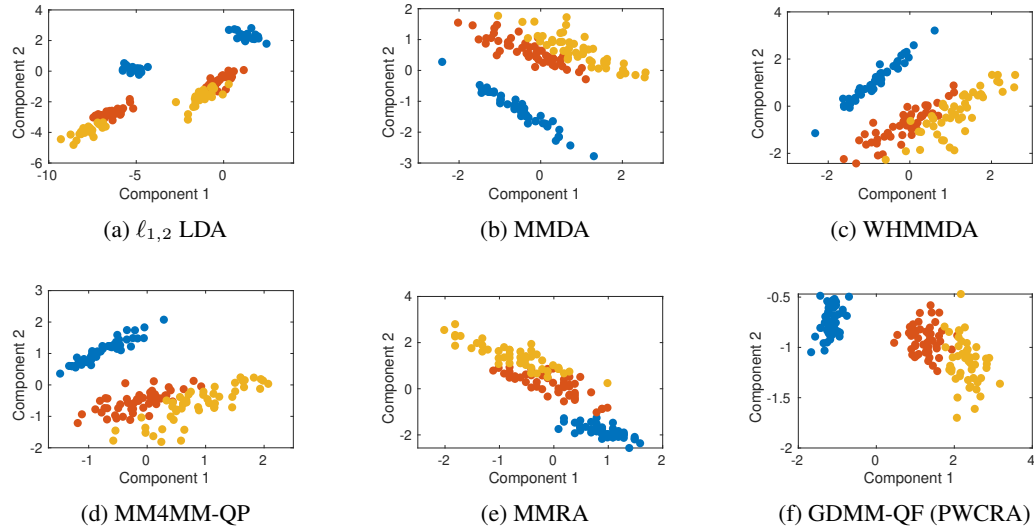 4
2
0
-2
-4
-6
-10
-5
0
Component 2
Component 1
(a) ℓ1,2 LDA
2
1
0
-1
-2
-3
-2
0
2
Component 2
Component 1
(b) MMDA
4
2
0
-2
-2
0
2
Component 2
Component 1
(c) WHMMDA
3
2
1
0
-1
-2
-1
0
1
2
Component 2
Component 1
(d) MM4MM-QP
4
2
0
-2
-2
-1
0
1
2
Component 2
Component 1
(e) MMRA
-0.5
-1
-1.5
-2
-2
0
2
4
Component 2
Component 1
(f) GDMM-QF (PWCRA)